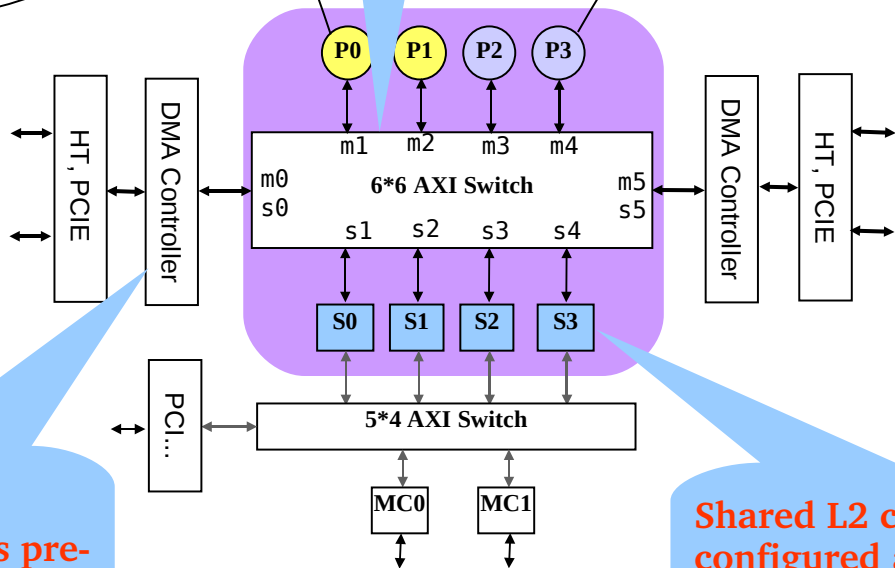 P0 P1 P2 P3
m1 m2 m3 m4
HT, PCIE
DMA Controller
m0
s0
6*6 AXI Switch
m5
s5
DMA Controller
HT, PCIE
s1 s2 s3 s4
S0 S1 S2 S3
PCI...
5*4 AXI Switch
MC0 MC1
Shared L2 c
s pre-
configured